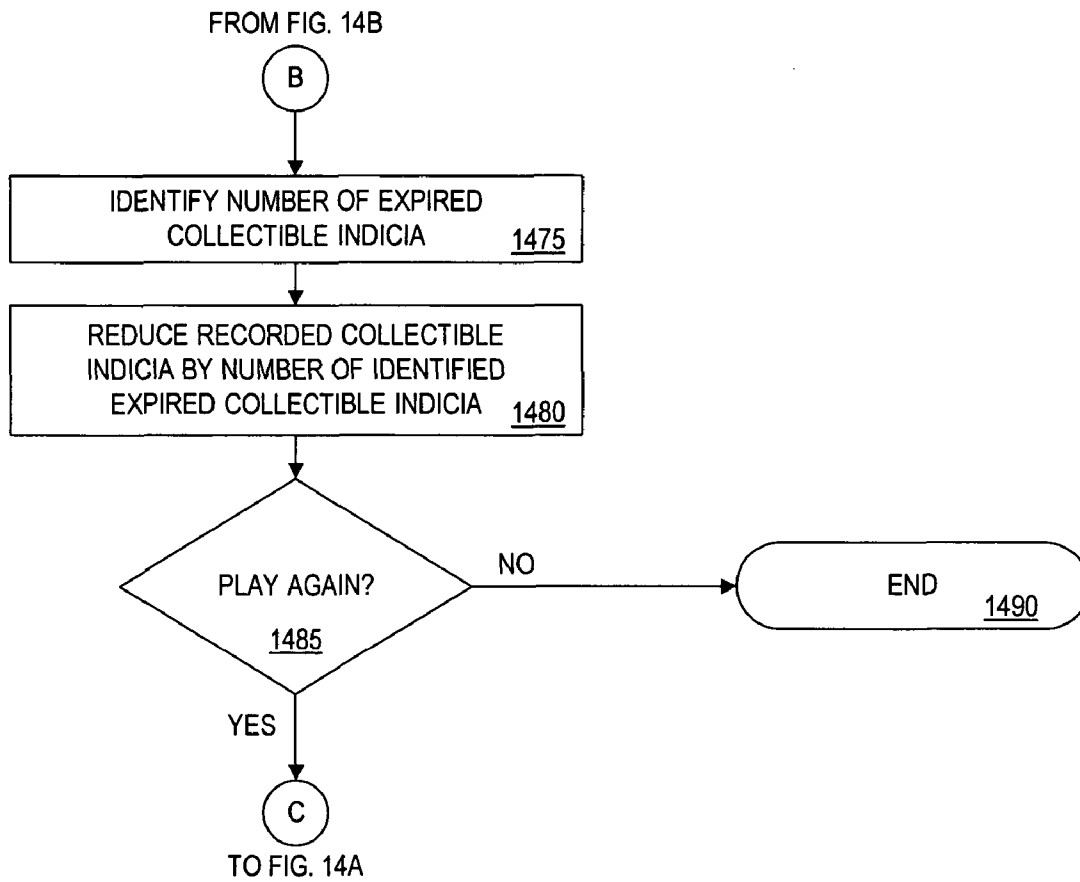 FROM FIG. 14B
B
IDENTIFY NUMBER OF EXPIRED
COLLECTIBLE INDICIA
1475
REDUCE RECORDED COLLECTIBLE
INDICIA BY NUMBER OF IDENTIFIED
EXPIRED COLLECTIBLE INDICIA
1480
PLAY AGAIN?
1485
NO
END
1490
YES
C
TO FIG. 14A